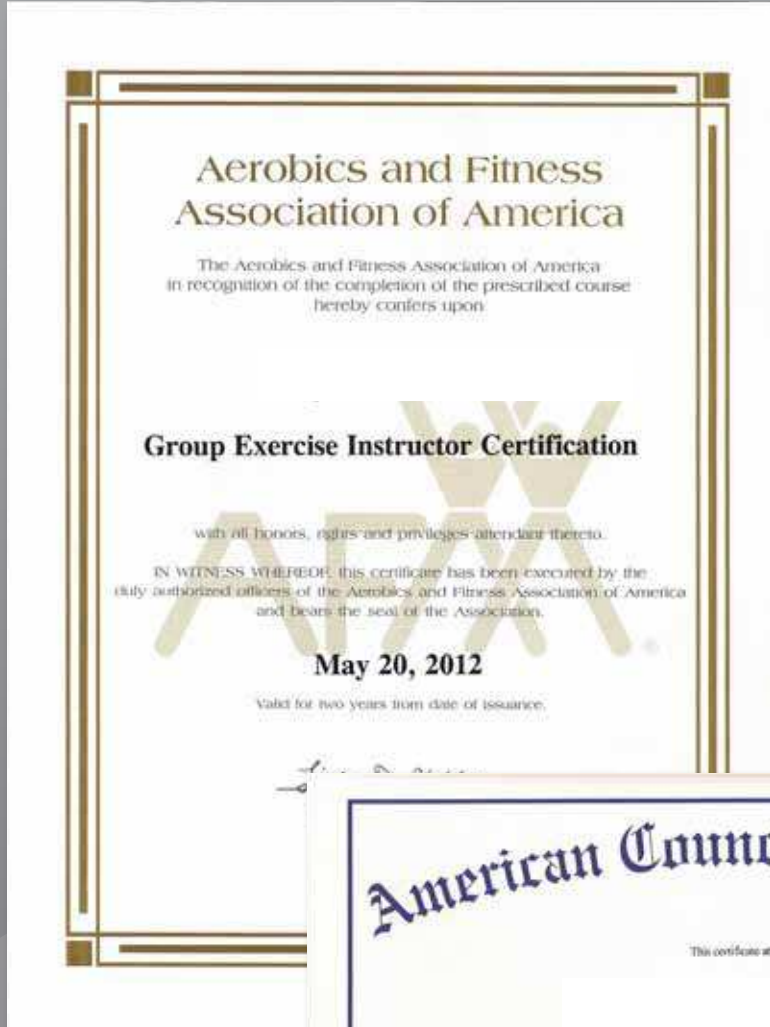 Aerobics and Fitness
Association of America
The Aerobics and Fitness Association of America
in recognition of the completion of the prescribed course
hereby confers upon
Group Exercise Instructor Certification
with all honors, rights and privileges attendant thereto.
IN WITNESS WHEREOF, this certificate has been executed by the
duly authorized officers of the Aerobics and Fitness Association of America
and bears the seal of the Association.
AFAA
®
May 20, 2012
Valid for two years from date of issuance.
American
This certificate